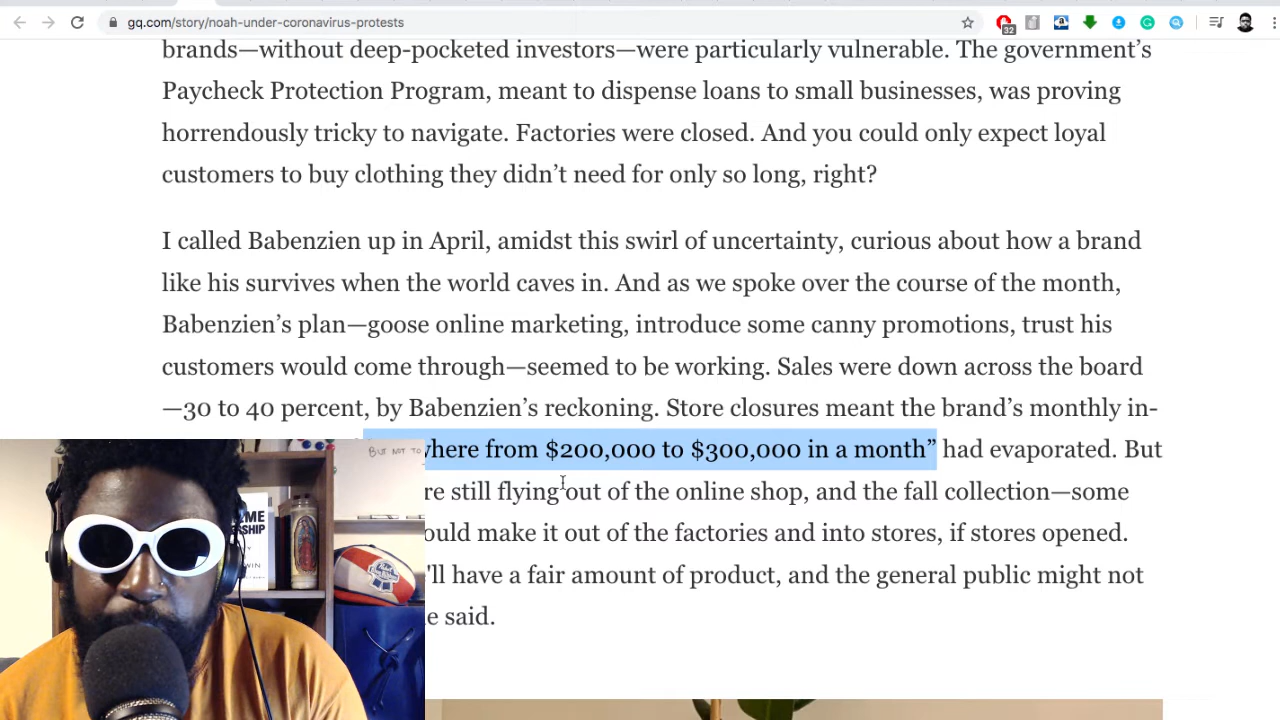 gq.com/story/noah-under-coronavirus-protests
32
brands—without deep-pocketed investors—were particularly vulnerable. The government’s
Paycheck Protection Program, meant to dispense loans to small businesses, was proving
horrendously tricky to navigate. Factories were closed. And you could only expect loyal
customers to buy clothing they didn’t need for only so long, right?
I called Babenzien up in April, amidst this swirl of uncertainty, curious about how a brand
like his survives when the world caves in. And as we spoke over the course of the month,
Babenzien’s plan—goose online marketing, introduce some canny promotions, trust his
customers would come through—seemed to be working. Sales were down across the board
—30 to 40 percent, by Babenzien’s reckoning. Store closures meant the brand’s monthly in-
where from $200,000 to $300,000 in a month” had evaporated. But
re still flying out of the online shop, and the fall collection—some
ould make it out of the factories and into stores, if stores opened.
'll have a fair amount of product, and the general public might not
e said.
BUT NOT TO
ME
ERSHIP
WIN
Pabst